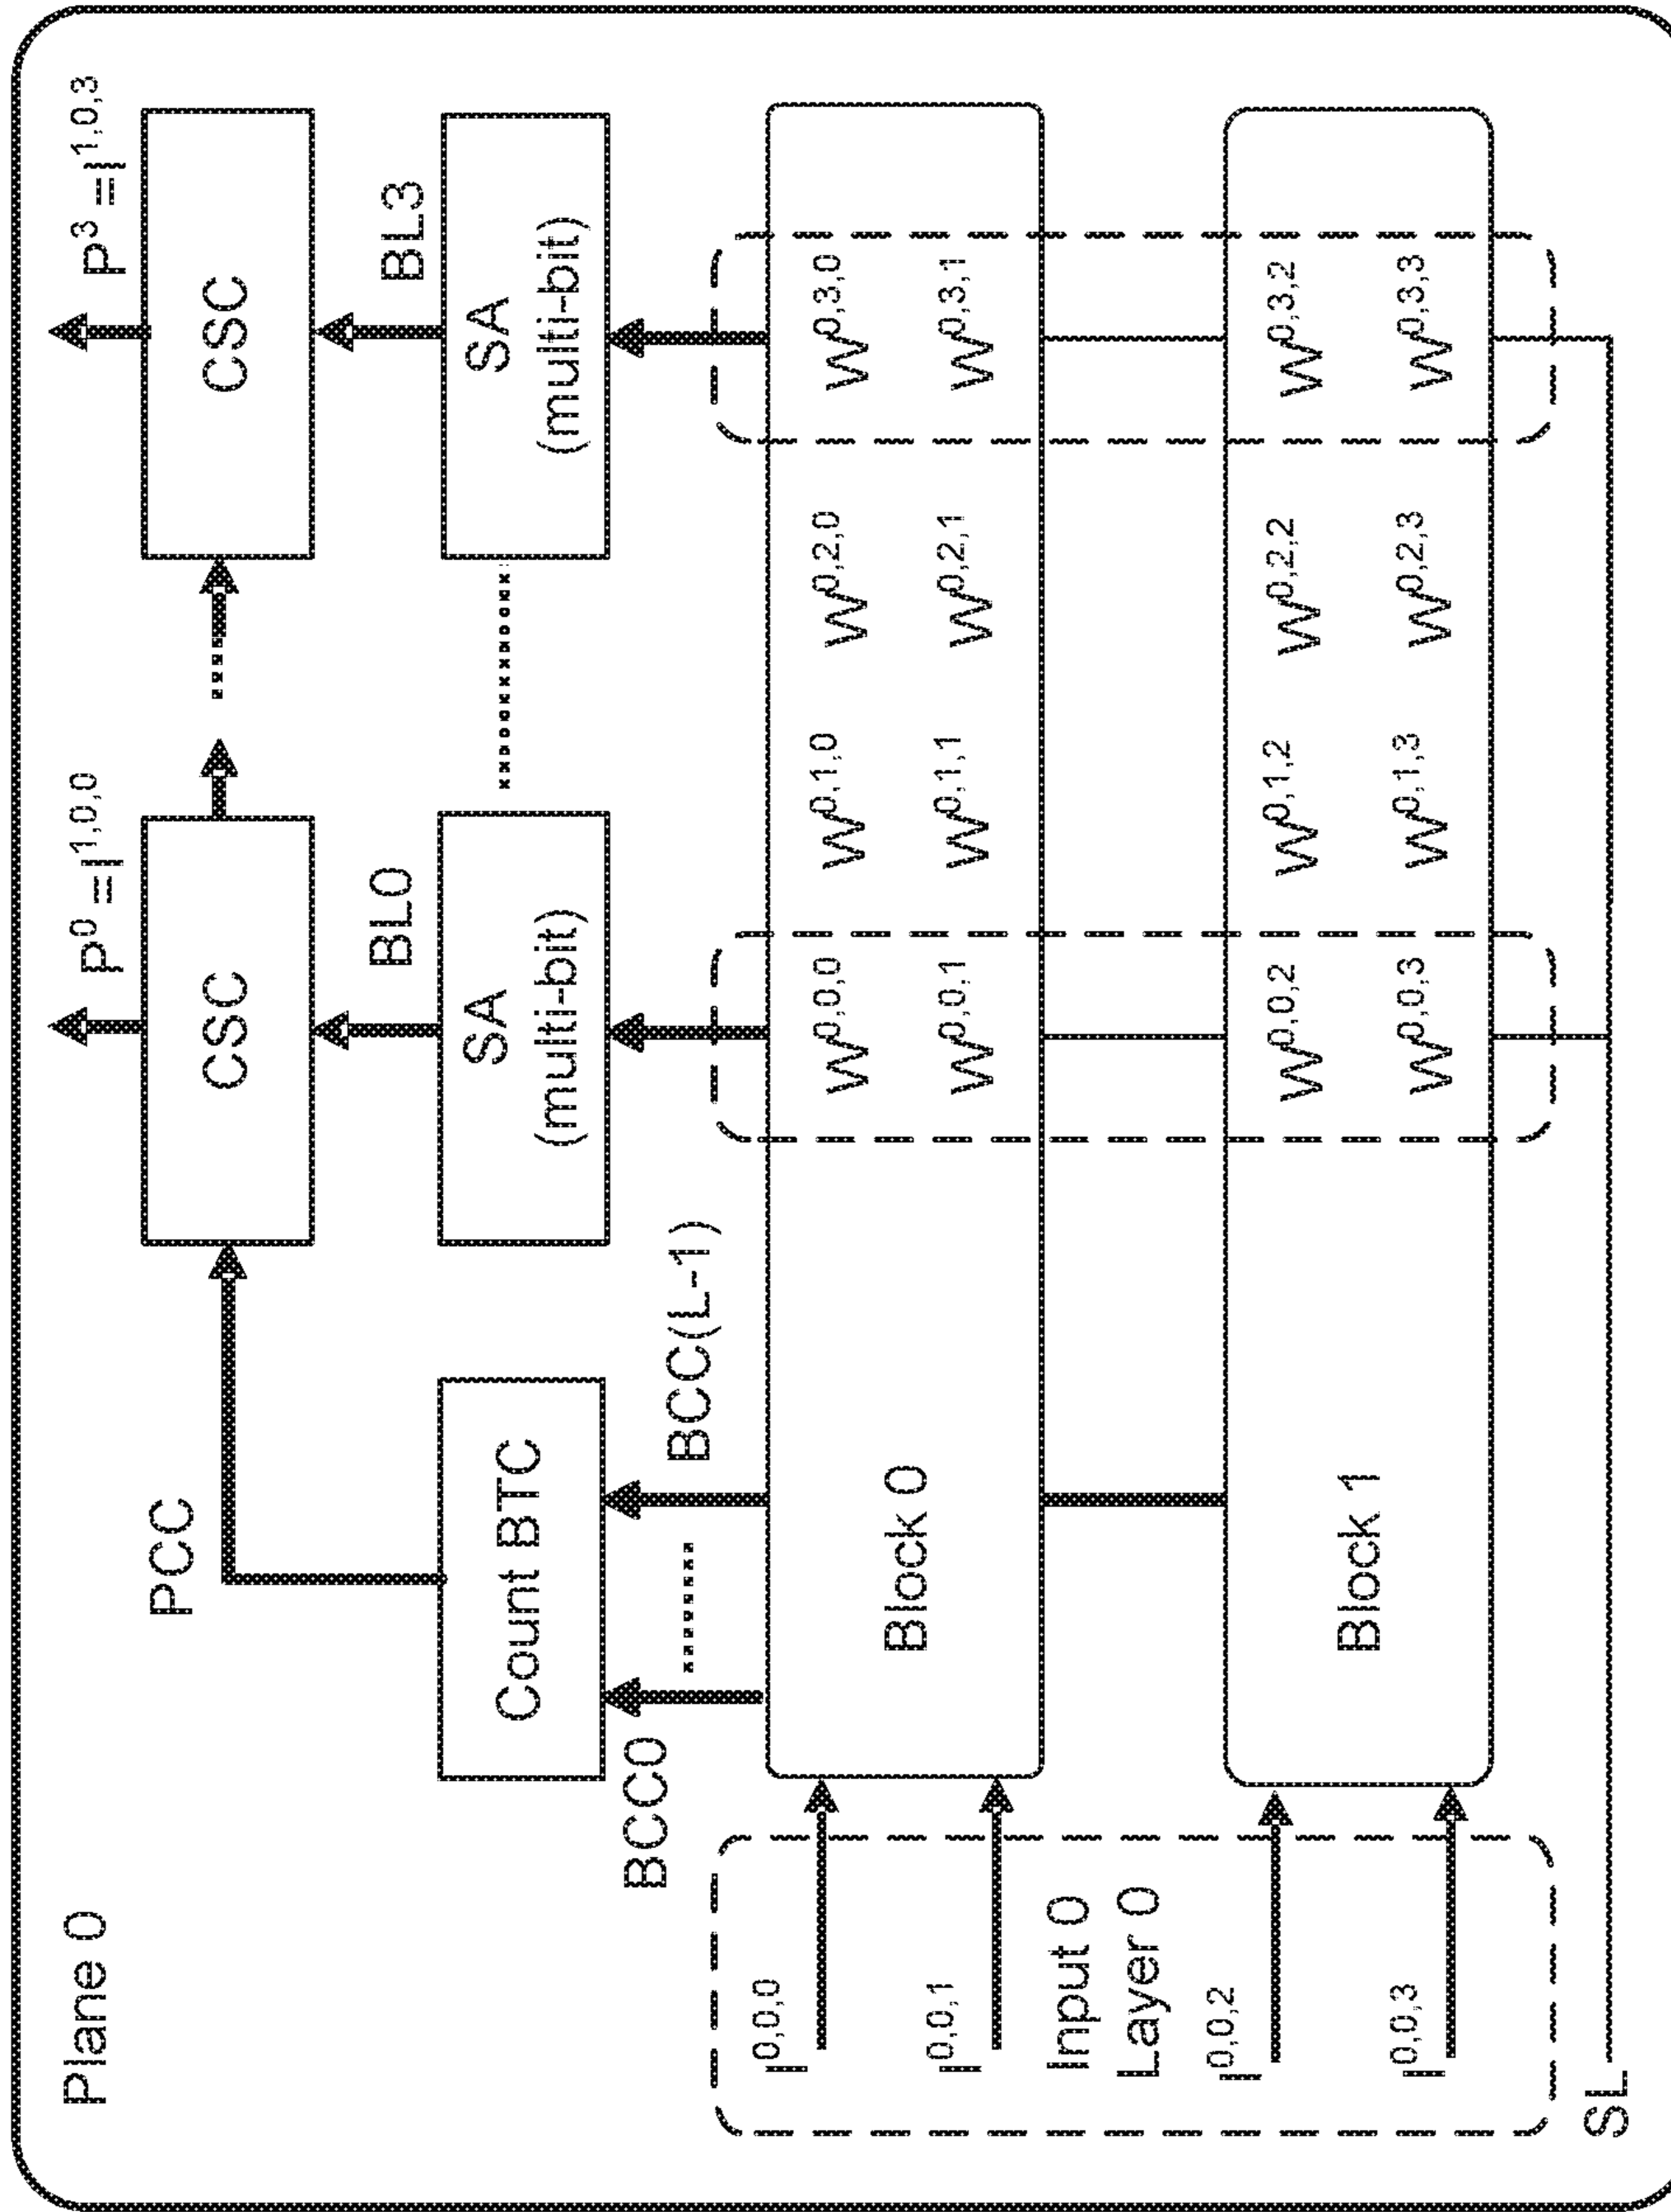 Plane 0
P^0 = I^1,0,0
P^3 = I^1,0,3
PCC
CSC
CSC
BL0
BL3
Count BTC
SA
(multi-bit)
SA
(multi-bit)
BCC0
BCC(L-1)
I^0,0,0
I^0,0,1
Input 0
Layer 0
I^0,0,2
I^0,0,3
Block 0
W^0,0,0 W^0,1,0 W^0,2,0 W^0,3,0
W^0,0,1 W^0,1,1 W^0,2,1 W^0,3,1
Block 1
W^0,0,2 W^0,1,2 W^0,2,2 W^0,3,2
W^0,0,3 W^0,1,3 W^0,2,3 W^0,3,3
SL